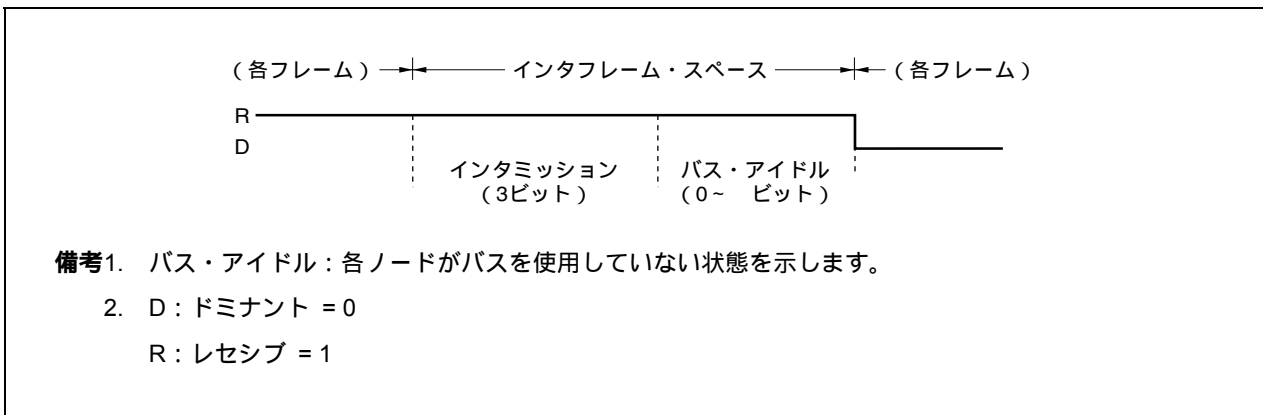 （各フレーム） インタフレーム・スペース （各フレーム）
R
D
インタミッション バス・アイドル
（3ビット） （0~ ビット）
備考1. バス・アイドル：各ノードがバスを使用していない状態を示します。
2. D：ドミナント = 0
R：レセシブ = 1